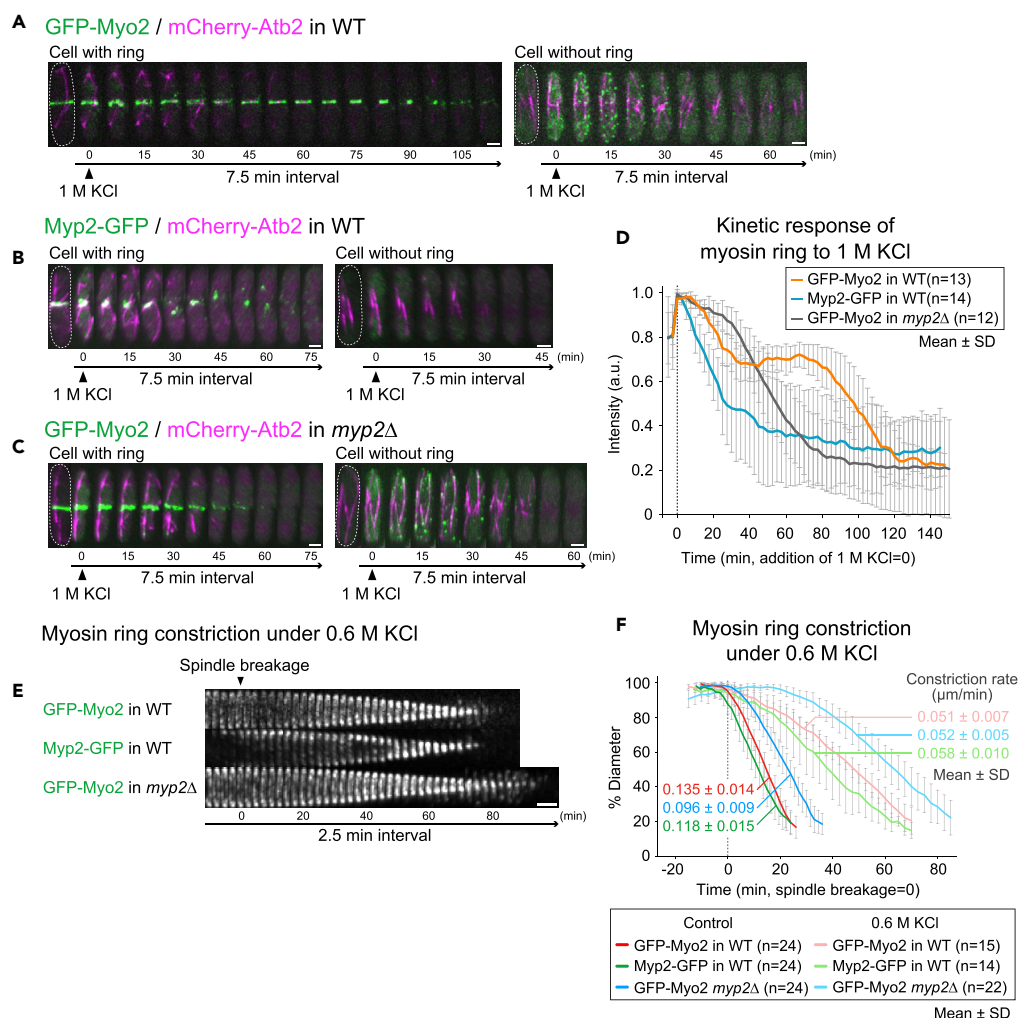 A
GFP-Myo2 / mCherry-Atb2 in WT
Cell with ring
Cell without ring
0 15 30 45 60 75 90 105
0 15 30 45 60 (min)
7.5 min interval
7.5 min interval
1 M KCl
1 M KCl
Myp2-GFP / mCherry-Atb2 in WT
B
Cell with ring
Cell without ring
0 15 30 45 60 75
0 15 30 45 (min)
7.5 min interval
7.5 min interval
1 M KCl
1 M KCl
GFP-Myo2 / mCherry-Atb2 in myp2Δ
C
Cell with ring
Cell without ring
0 15 30 45 60 75
0 15 30 45 60 (min)
7.5 min interval
7.5 min interval
1 M KCl
1 M KCl
D
Kinetic response of
myosin ring to 1 M KCl
GFP-Myo2 in WT(n=13)
Myp2-GFP in WT(n=14)
GFP-Myo2 in myp2Δ (n=12)
Mean ± SD
Intensity (a.u.)
1.0
0.8
0.6
0.4
0.2
0
0 20 40 60 80 100 120 140
Time (min, addition of 1 M KCl=0)
Myosin ring constriction under 0.6 M KCl
Spindle breakage
E
GFP-Myo2 in WT
Myp2-GFP in WT
GFP-Myo2 in myp2Δ
0 20 40 60 80 (min)
2.5 min interval
F
Myosin ring constriction
under 0.6 M KCl
Constriction rate
(µm/min)
0.051 ± 0.007
0.052 ± 0.005
0.058 ± 0.010
Mean ± SD
0.135 ± 0.014
0.096 ± 0.009
0.118 ± 0.015
% Diameter
100
80
60
40
20
0
-20 0 20 40 60 80
Time (min, spindle breakage=0)
Control
0.6 M KCl
GFP-Myo2 in WT (n=24)
GFP-Myo2 in WT (n=15)
Myp2-GFP in WT (n=24)
Myp2-GFP in WT (n=14)
GFP-Myo2 myp2Δ (n=24)
GFP-Myo2 myp2Δ (n=22)
Mean ± SD